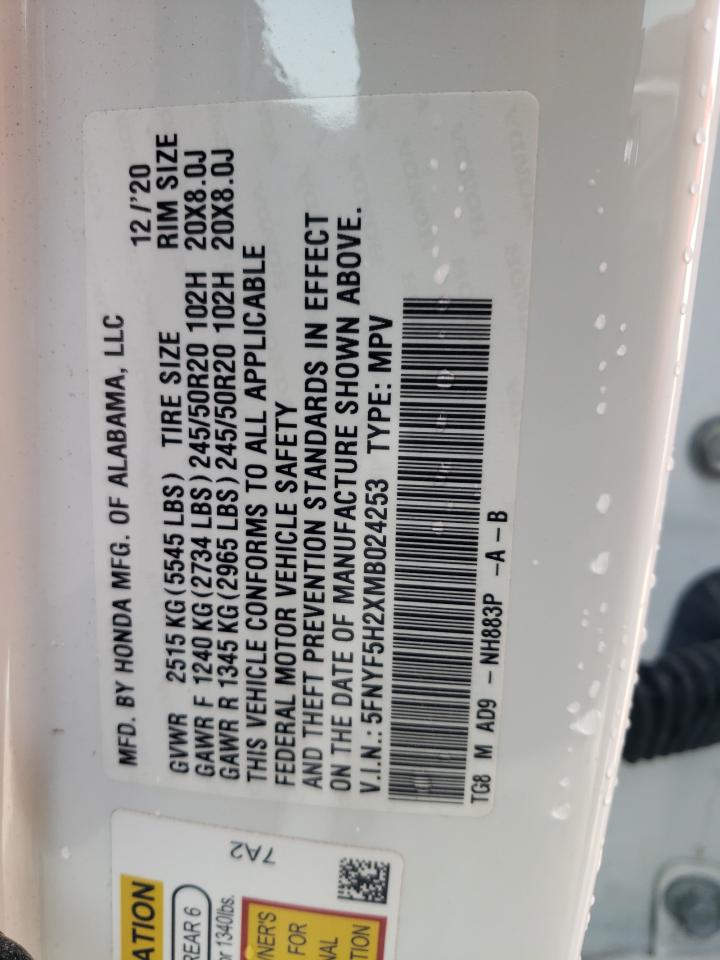 MFD. BY HONDA MFG. OF ALABAMA, LLC 12/'20
GVWR 2515 KG(5545 LBS) TIRE SIZE RIM SIZE
GAWR F 1240 KG(2734 LBS) 245/50R20 102H 20X8.0J
GAWR R 1345 KG(2965 LBS) 245/50R20 102H 20X8.0J
THIS VEHICLE CONFORMS TO ALL APPLICABLE
FEDERAL MOTOR VEHICLE SAFETY
AND THEFT PREVENTION STANDARDS IN EFFECT
ON THE DATE OF MANUFACTURE SHOWN ABOVE.
V.I.N.: 5FNYF5H2XMB024253 TYPE: MPV
TG8 M AD9 - NH883P -A-B
7A2
ATION
REAR 6
or 1340lbs.
NER'S
FOR
NAL
TION